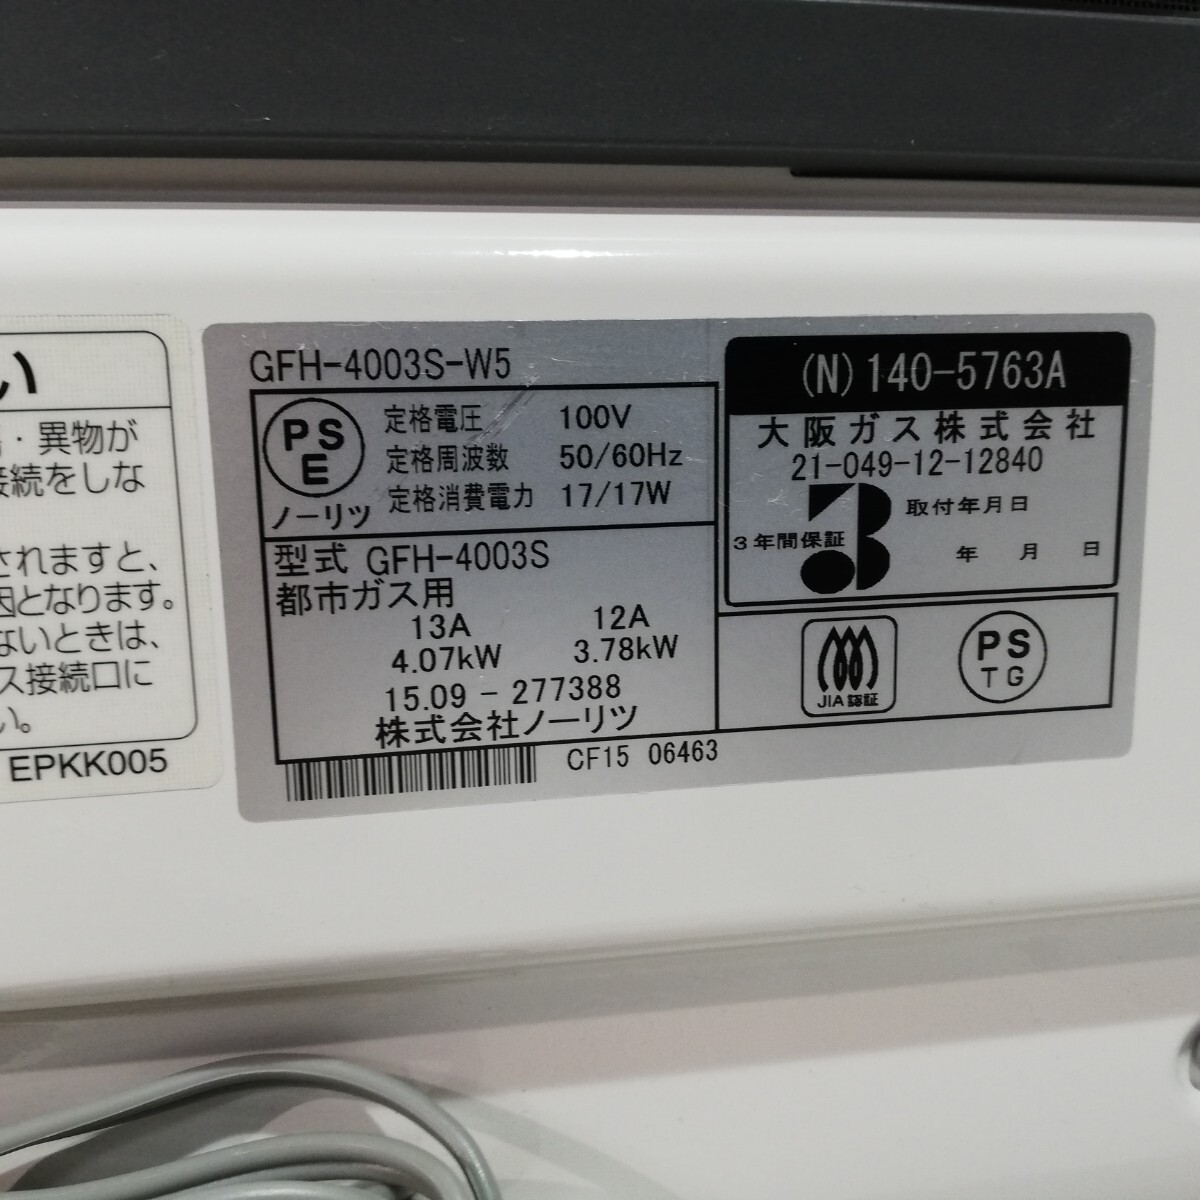 い
・異物が
接続をしな
されますと、
因となります。
ないときは、
ス接続口に
い。
EPKK005
GFH-4003S-W5
PS
E
ノーリツ
定格電圧 100V
定格周波数 50/60Hz
定格消費電力 17/17W
型式 GFH-4003S
都市ガス用
13A 12A
4.07kW 3.78kW
15.09 - 277388
株式会社ノーリツ
CF15 06463
(N) 140-5763A
大阪ガス株式会社
21-049-12-12840
3年間保証
取付年月日
年 月 日
JIA 認証
PS
TG